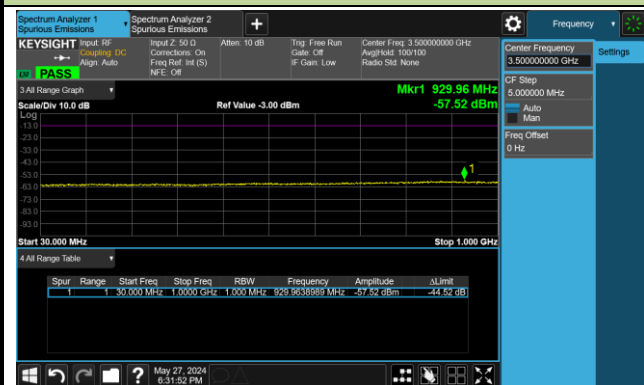 Spectrum Analyzer 1
Spurious Emissions
Spectrum Analyzer 2
Spurious Emissions
+
Frequency
KEYSIGHT Input: RF
Coupling: DC
Align: Auto
Input Z: 50 Ω
Corrections: On
Freq Ref: Int (S)
NFE: Off
Atten: 10 dB
Trig: Free Run
Gate: Off
IF Gain: Low
Center Freq: 3.500000000 GHz
Avg|Hold: 100/100
Radio Std: None
PASS
Center Frequency
3.500000000 GHz
Settings
CF Step
5.000000 MHz
Auto
Man
Freq Offset
0 Hz
3 All Range Graph
Mkr1 929.96 MHz
Scale/Div 10.0 dB
Ref Value -3.00 dBm
-57.52 dBm
Log
-13.0
-23.0
-33.0
-43.0
-53.0
-63.0
-73.0
-83.0
-93.0
1
Start 30.000 MHz
Stop 1.000 GHz
4 All Range Table
Spur Range Start Freq Stop Freq RBW Frequency Amplitude ΔLimit
1 1 30.000 MHz 1.0000 GHz 1.000 MHz 929.9638989 MHz -57.52 dBm -44.52 dB
?
May 27, 2024
6:31:52 PM